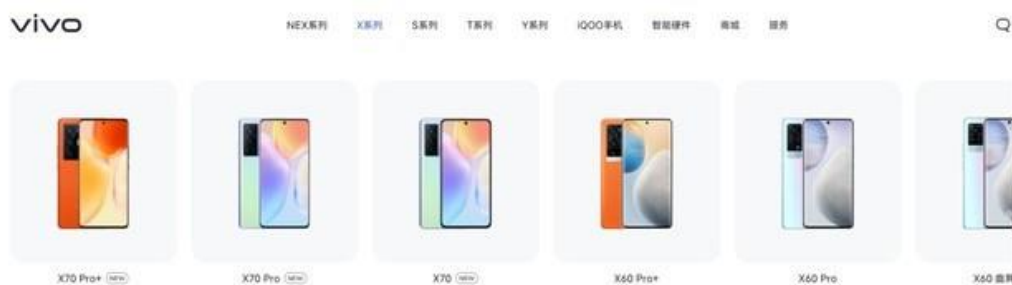 vivo
NEX系列 X系列 S系列 T系列 Y系列 iQOO手机 智能硬件 商城 服务
X70 Pro+ NEW
X70 Pro NEW
X70 NEW
X60 Pro+
X60 Pro
X60